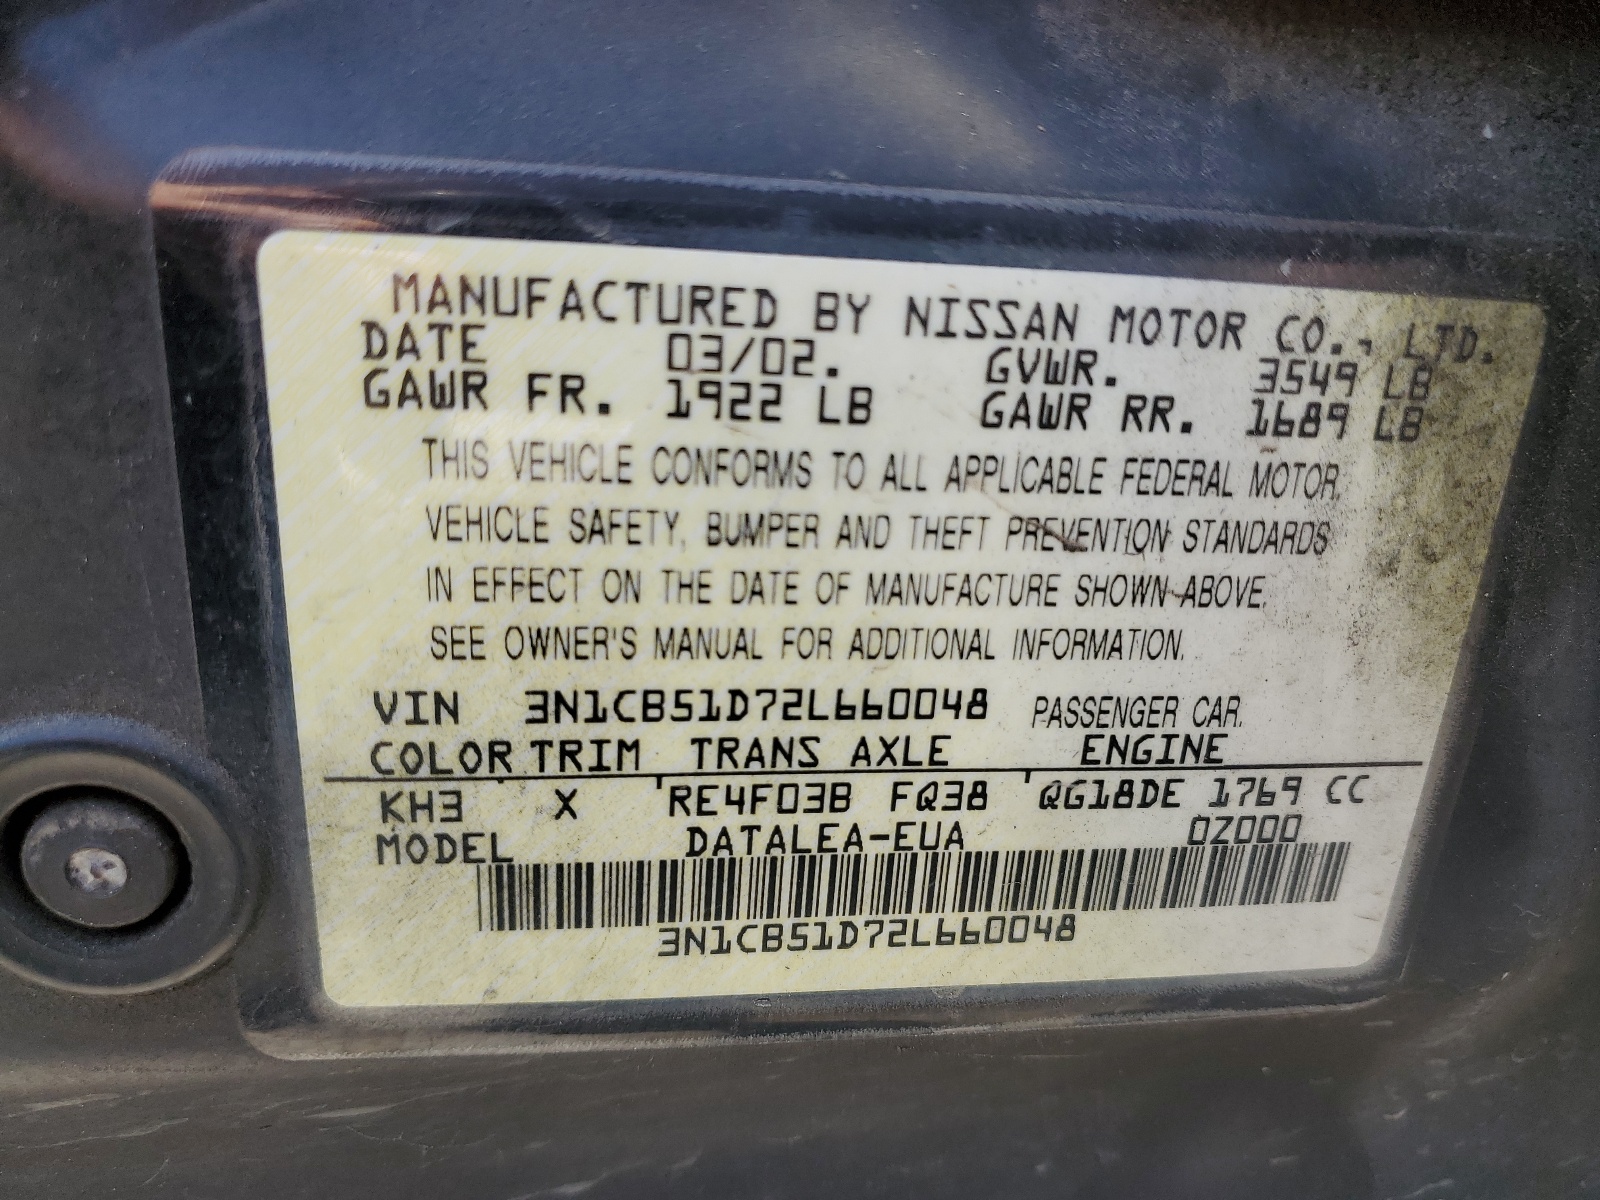 MANUFACTURED BY NISSAN MOTOR CO., LTD.
DATE 03/02. GVWR. 3549 LB
GAWR FR. 1922 LB GAWR RR. 1689 LB
THIS VEHICLE CONFORMS TO ALL APPLICABLE FEDERAL MOTOR
VEHICLE SAFETY, BUMPER AND THEFT PREVENTION STANDARDS
IN EFFECT ON THE DATE OF MANUFACTURE SHOWN ABOVE.
SEE OWNER'S MANUAL FOR ADDITIONAL INFORMATION.
VIN 3N1CB51D72L660048 PASSENGER CAR.
COLOR TRIM TRANS AXLE ENGINE
KH3 X RE4F03B FQ38 QG18DE 1769 CC
MODEL DATALEA-EUA 0Z000
3N1CB51D72L660048